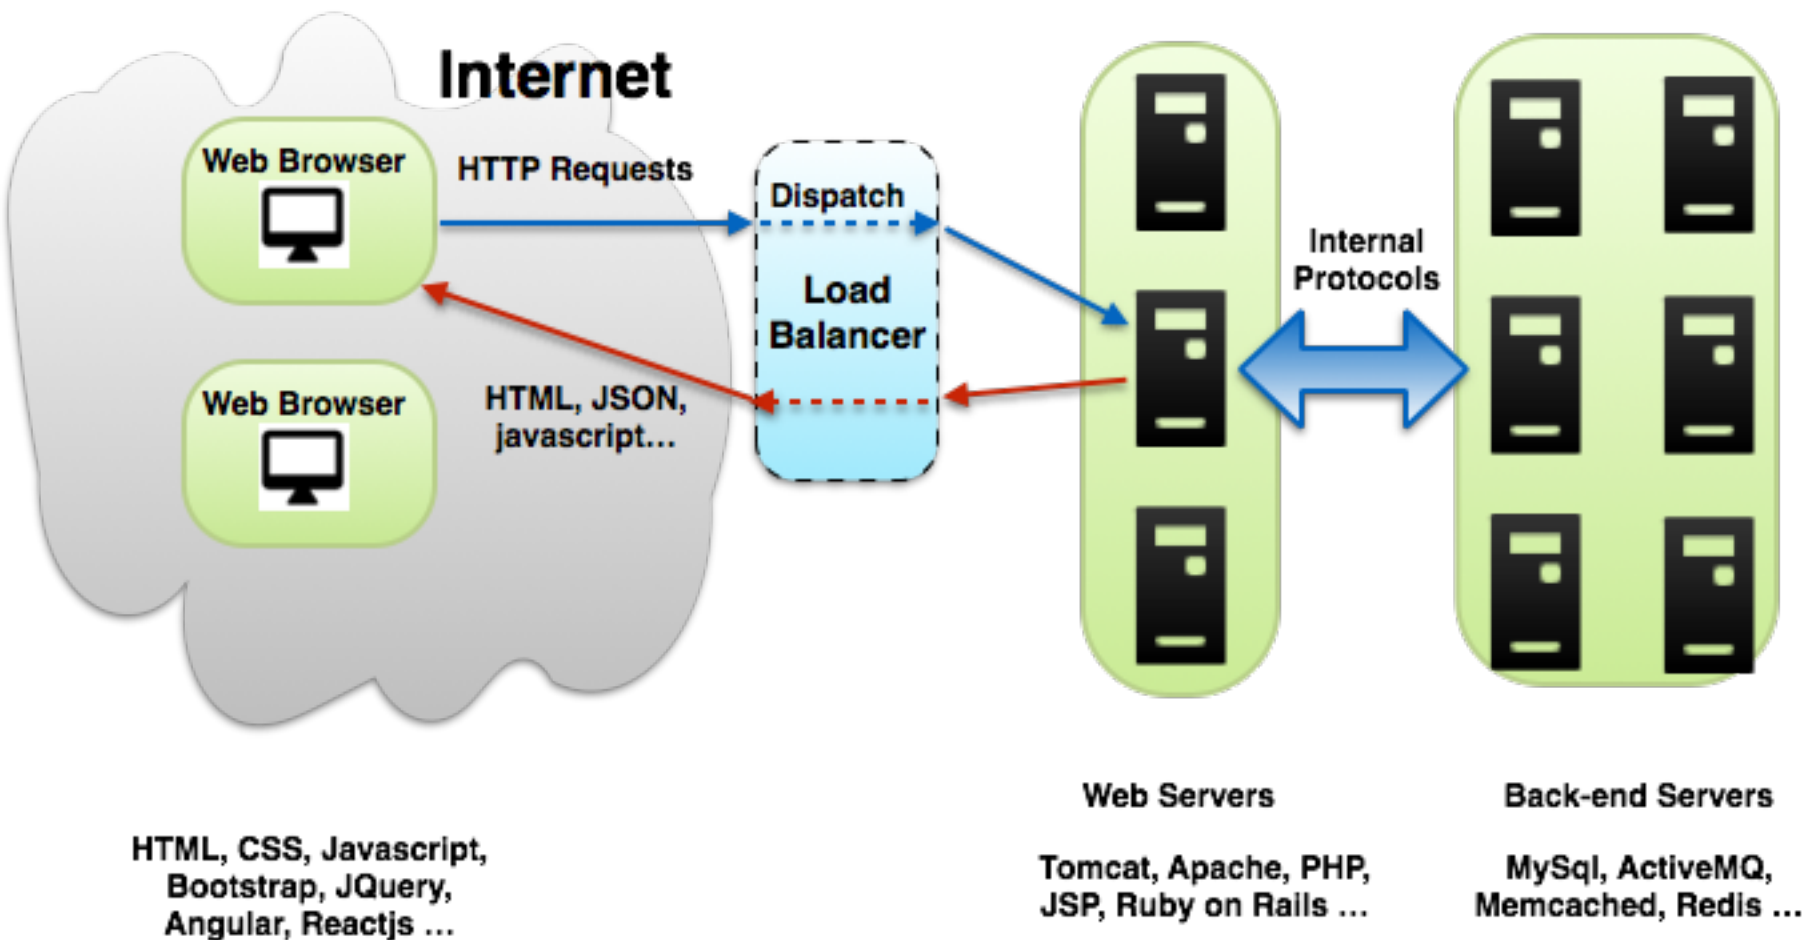 Internet
Web Browser
HTTP Requests
Dispatch
Load
Balancer
Internal
Protocols
Web Browser
HTML, JSON,
javascript...
Web Servers
Back-end Servers
HTML, CSS, Javascript,
Bootstrap, JQuery,
Angular, Reactjs ...
Tomcat, Apache, PHP,
JSP, Ruby on Rails ...
MySql, ActiveMQ,
Memcached, Redis ...